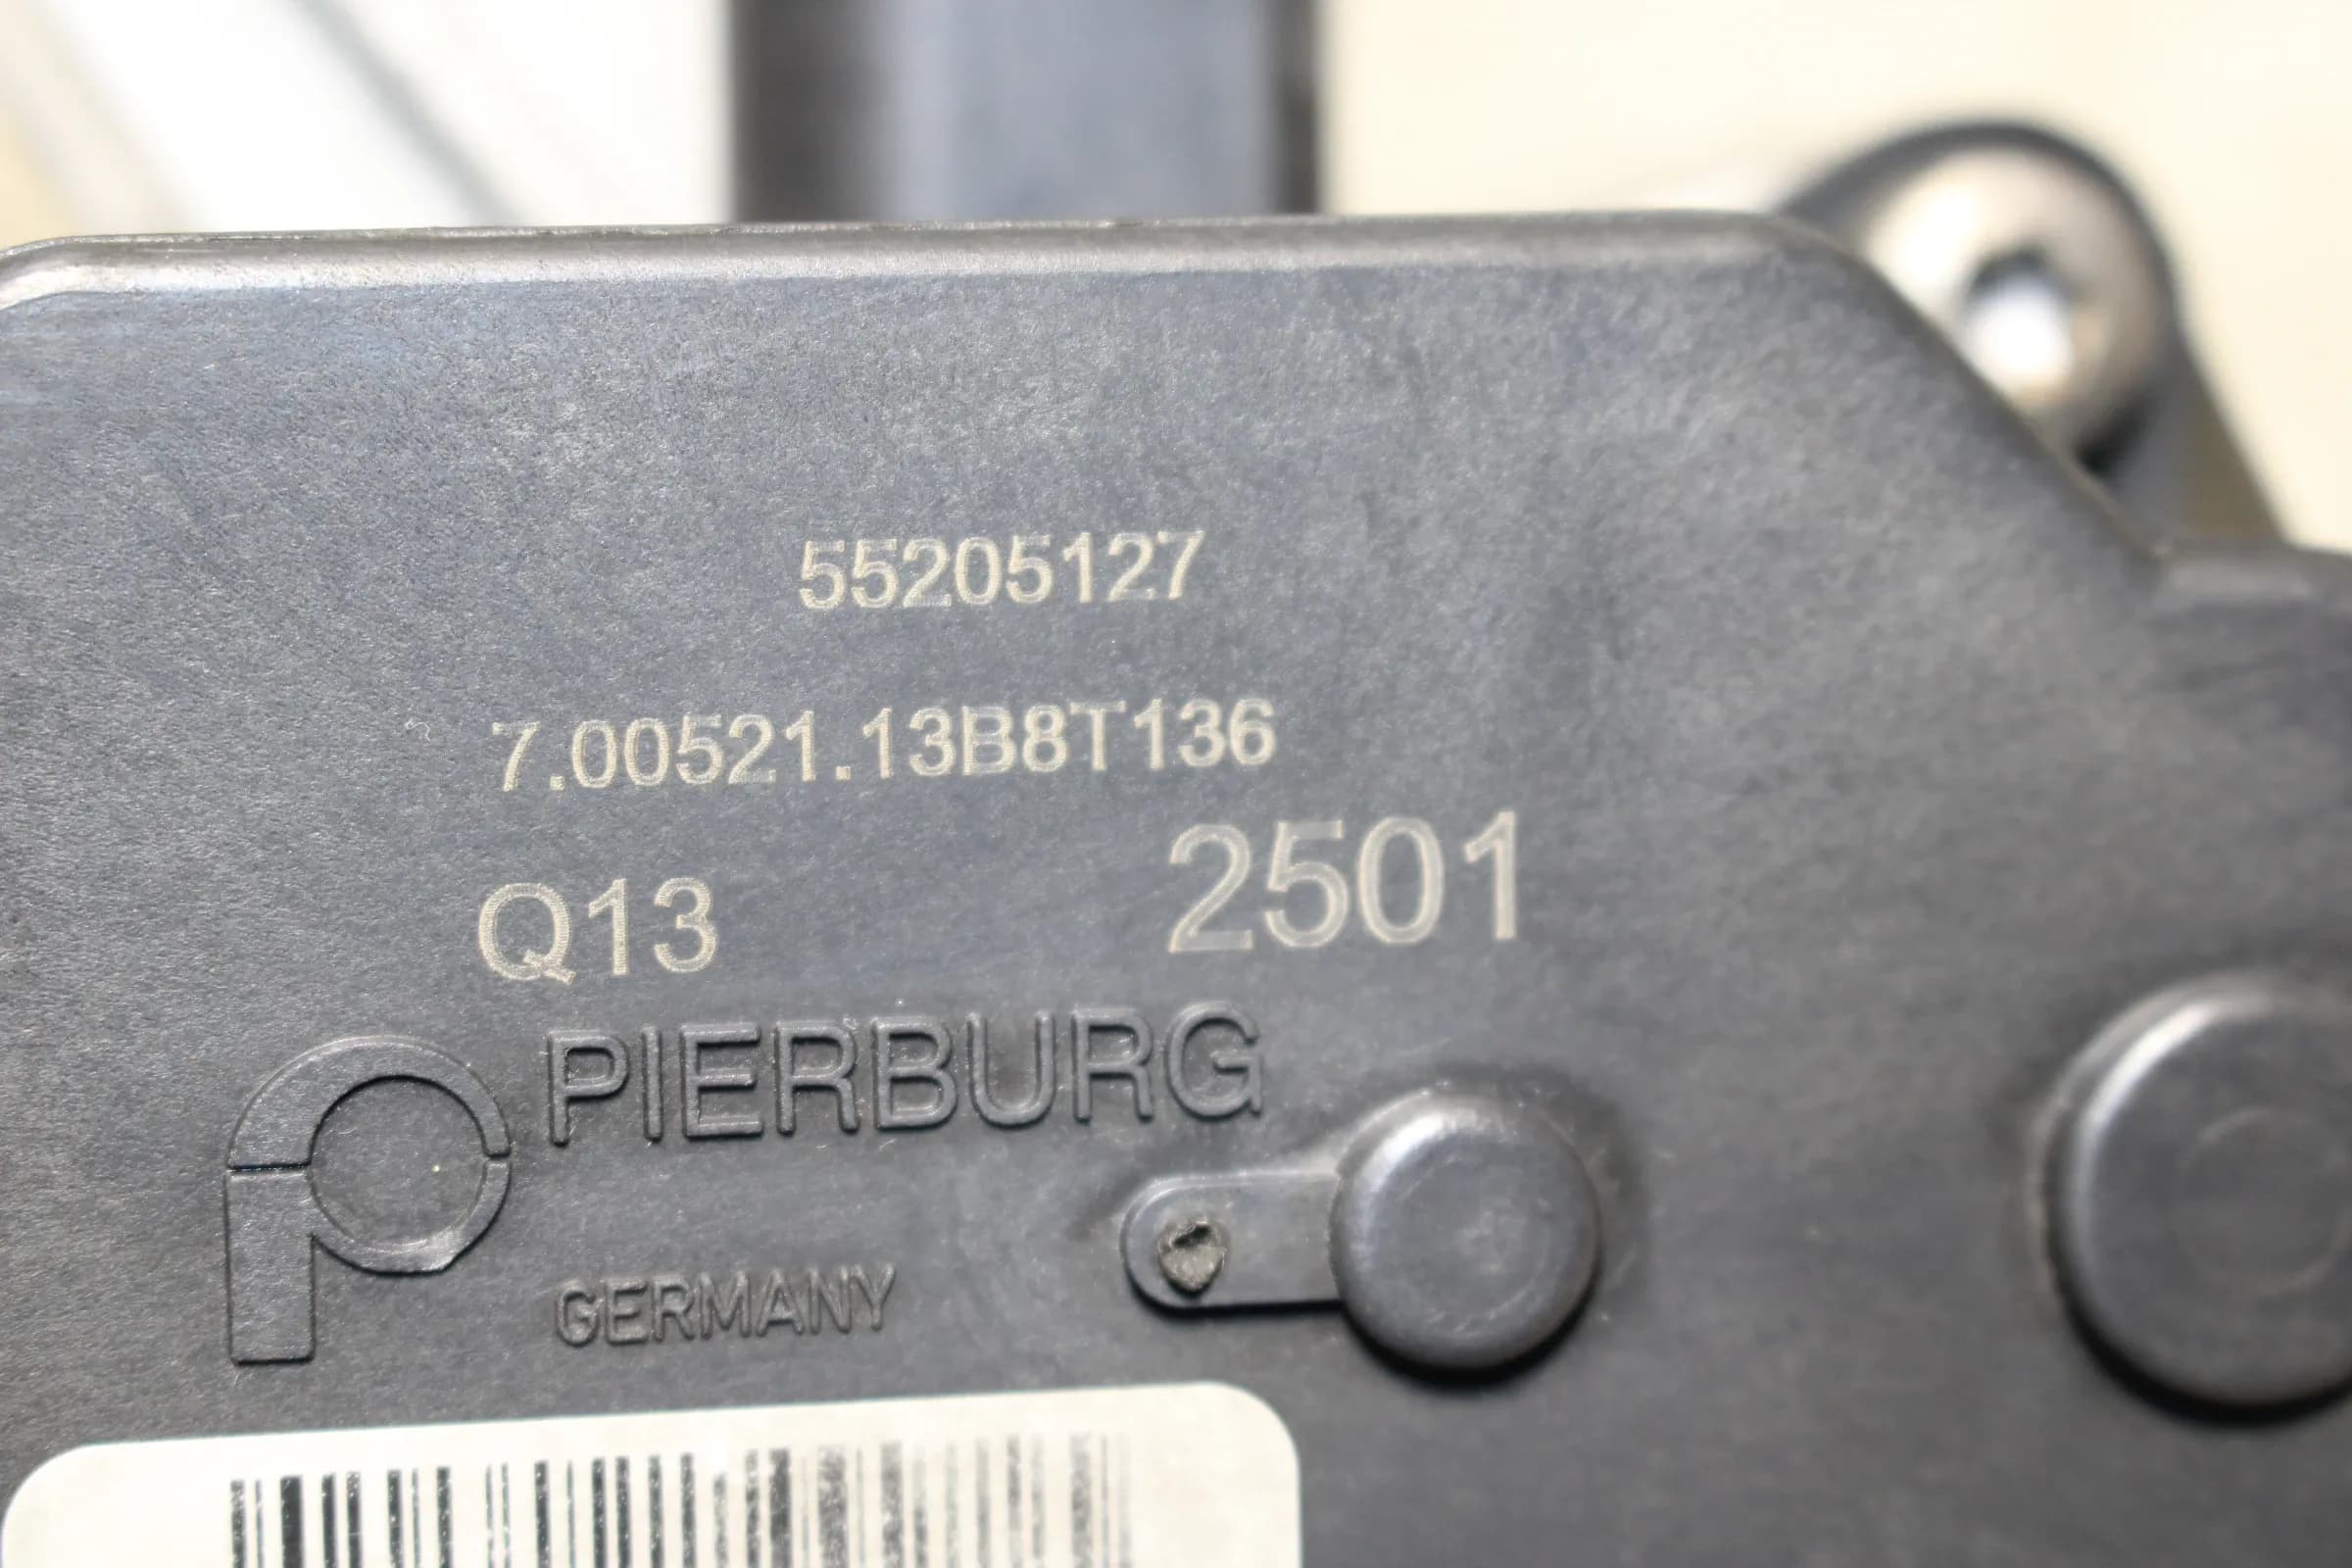 55205127
7.00521.13B8T136
Q13 2501
PIERBURG
GERMANY